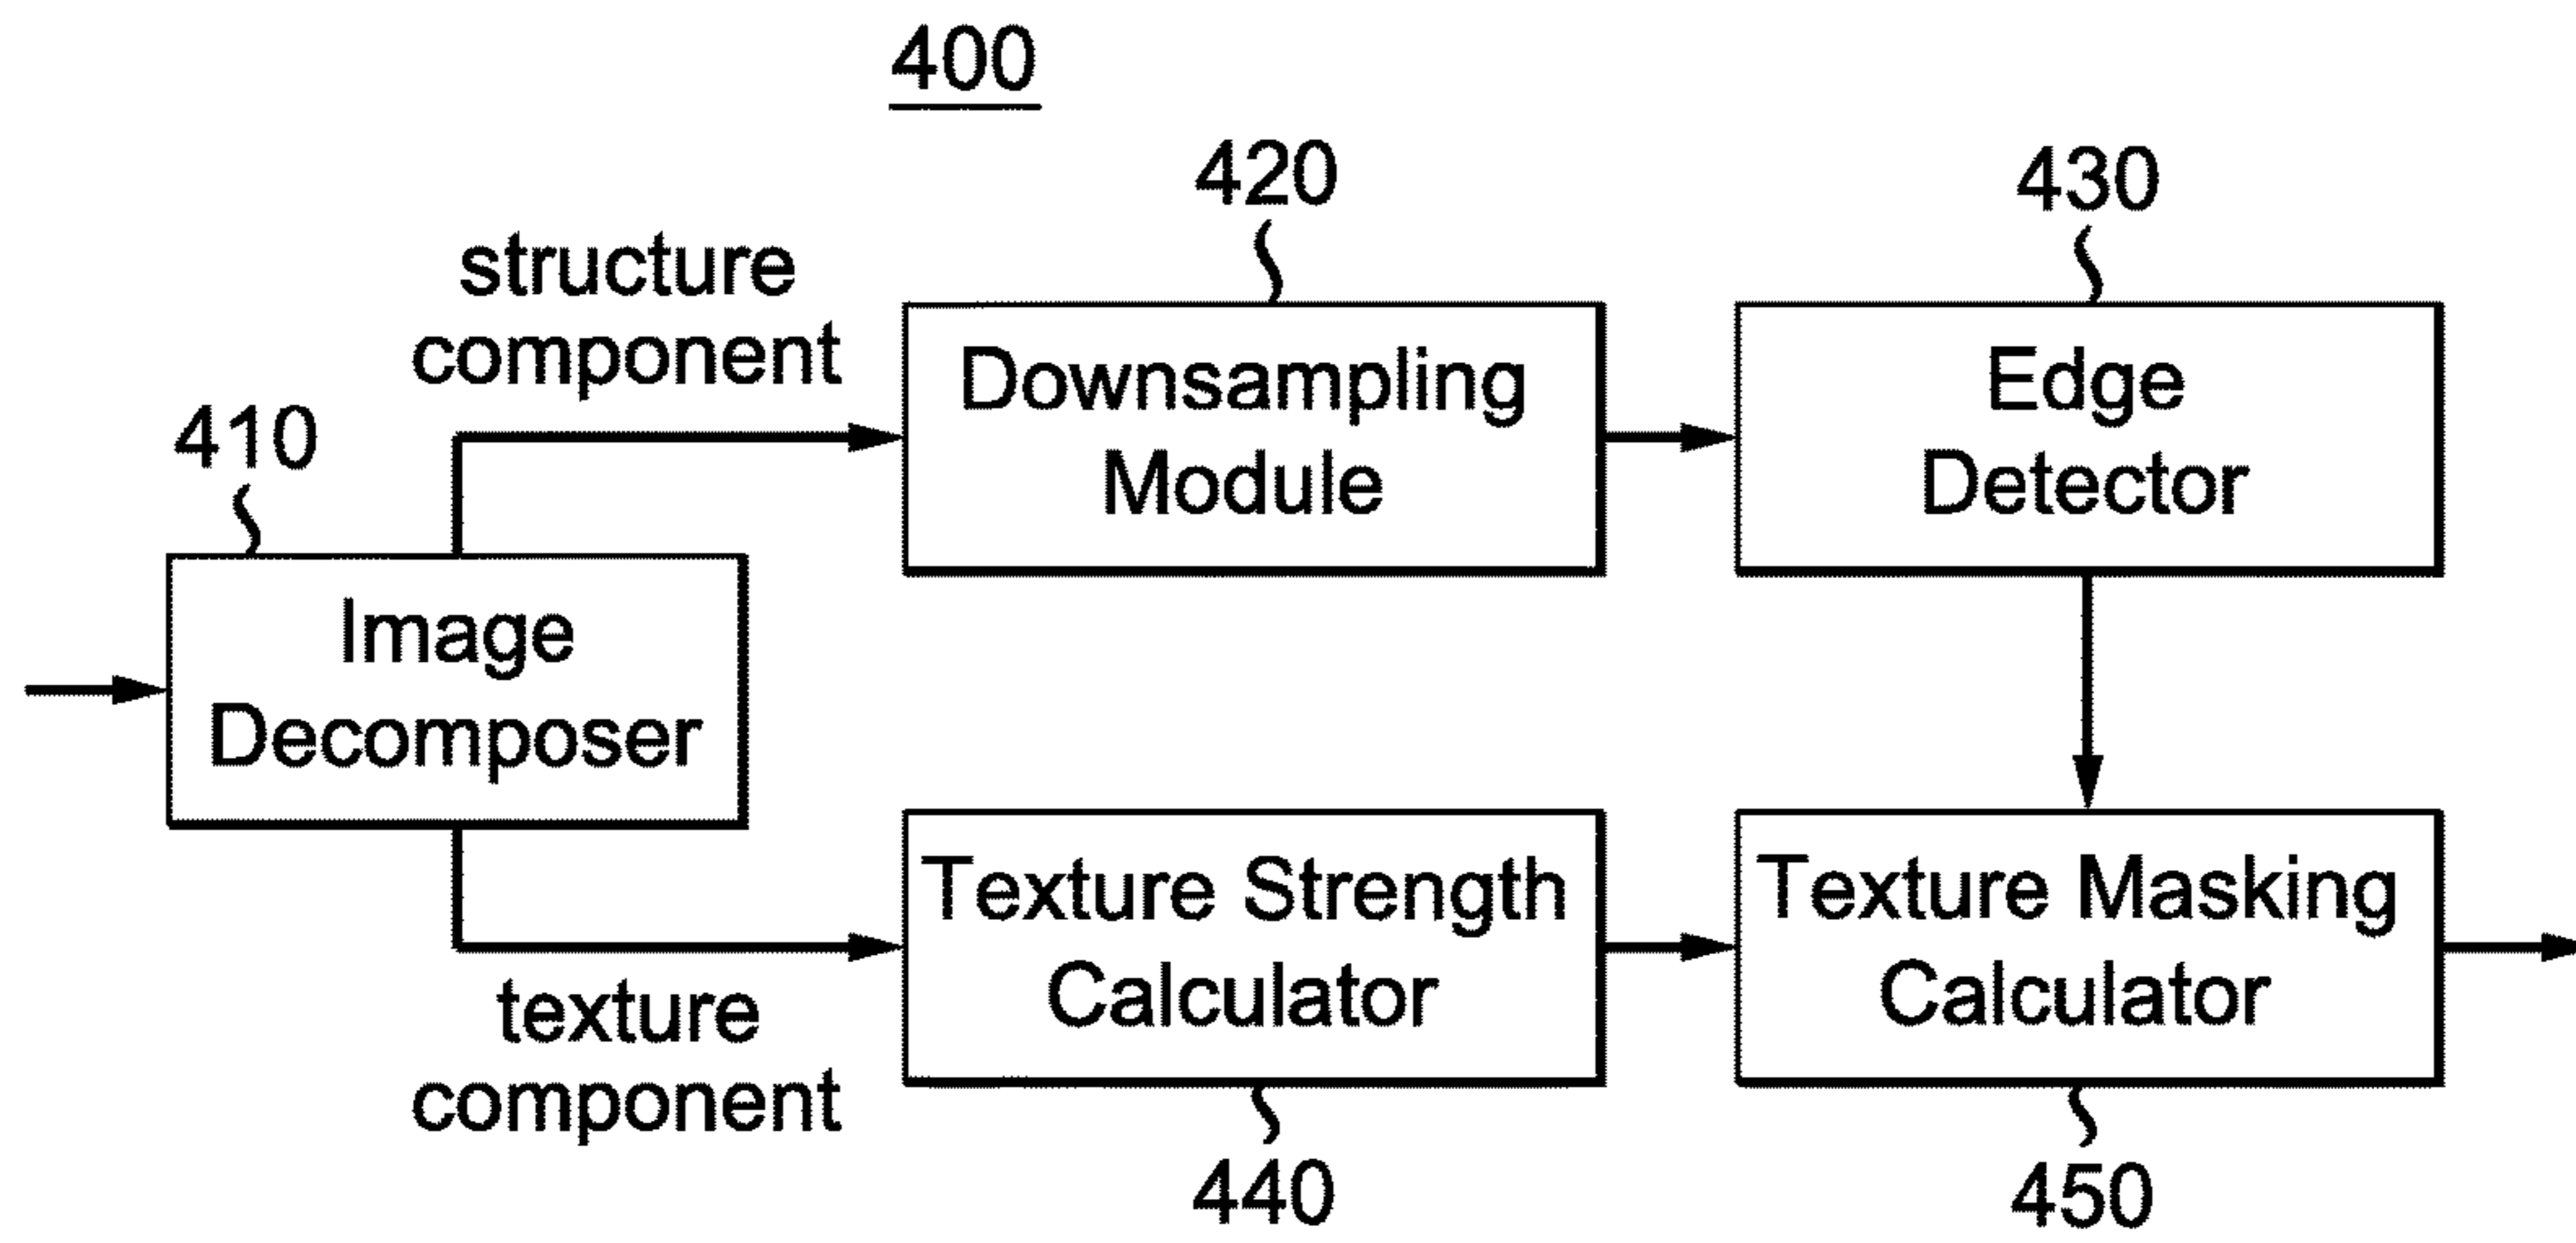 400
420
430
structure
component
410
Downsampling
Module
Edge
Detector
Image
Decomposer
Texture Strength
Calculator
Texture Masking
Calculator
texture
component
440
450